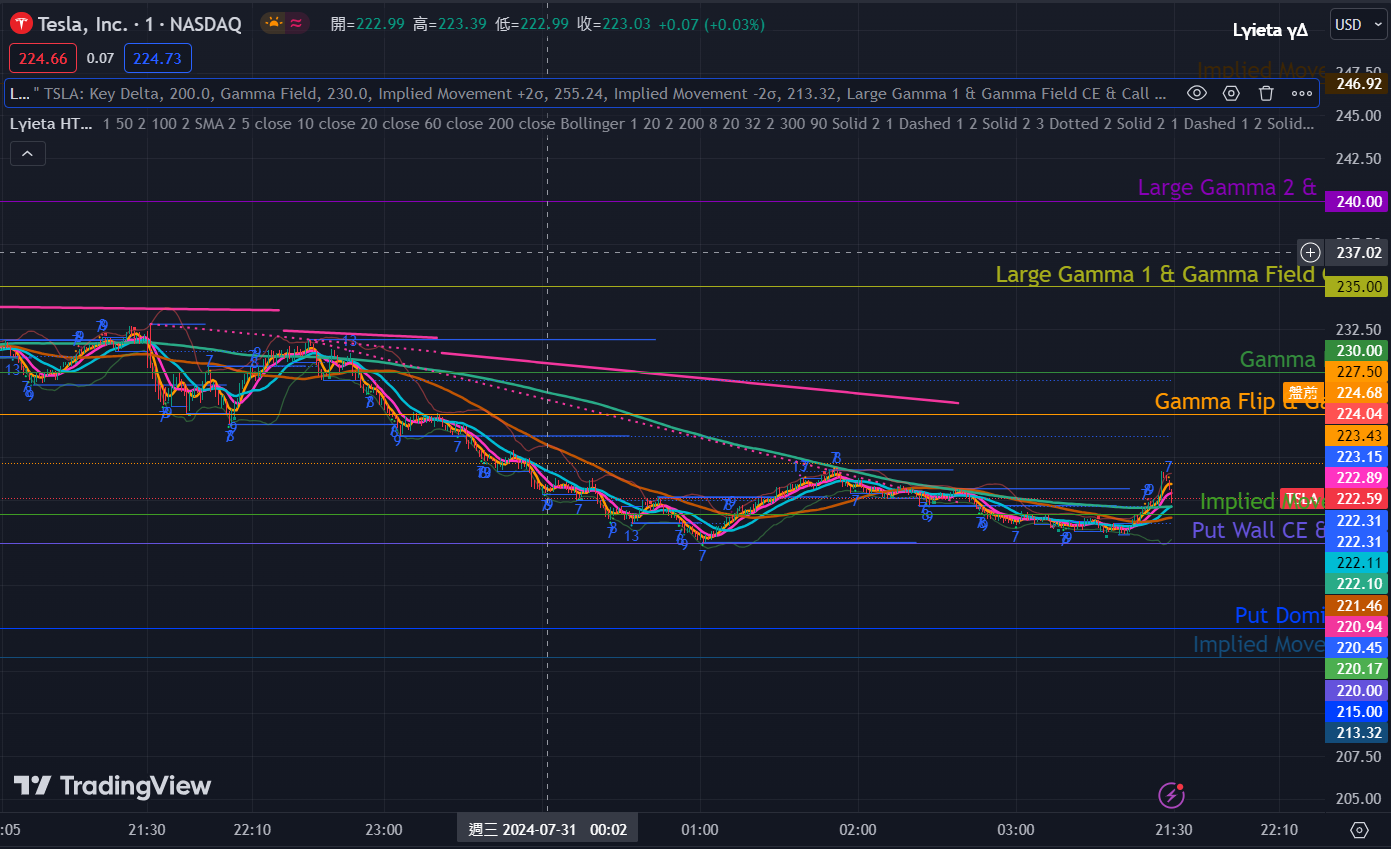 Tesla, Inc. · 1 · NASDAQ 開=222.99 高=223.39 低=222.99 收=223.03 +0.07 (+0.03%)
Lyieta γΔ
USD
224.66 0.07 224.73
L... " TSLA: Key Delta, 200.0, Gamma Field, 230.0, Implied Movement +2σ, 255.24, Implied Movement -2σ, 213.32, Large Gamma 1 & Gamma Field CE & Call ...
Lyieta HT... 1 50 2 100 2 SMA 2 5 close 10 close 20 close 60 close 200 close Bollinger 1 20 2 200 8 20 32 2 300 90 Solid 2 1 Dashed 1 2 Solid 2 3 Dotted 2 Solid 2 1 Dashed 1 2 Solid...
Implied Move
247.50
246.92
245.00
242.50
Large Gamma 2 &
240.00
237.02
Large Gamma 1 & Gamma Field
235.00
232.50
Gamma
230.00
227.50
盤前 224.68
Gamma Flip &
224.04
223.43
223.15
222.89
Implied
TSLA 222.59
222.31
Put Wall CE &
222.31
222.11
222.10
221.46
Put Domi
220.94
Implied Move
220.45
220.17
220.00
215.00
213.32
207.50
205.00
TradingView
:05 21:30 22:10 23:00 週三 2024-07-31 00:02 01:00 02:00 03:00 21:30 22:10